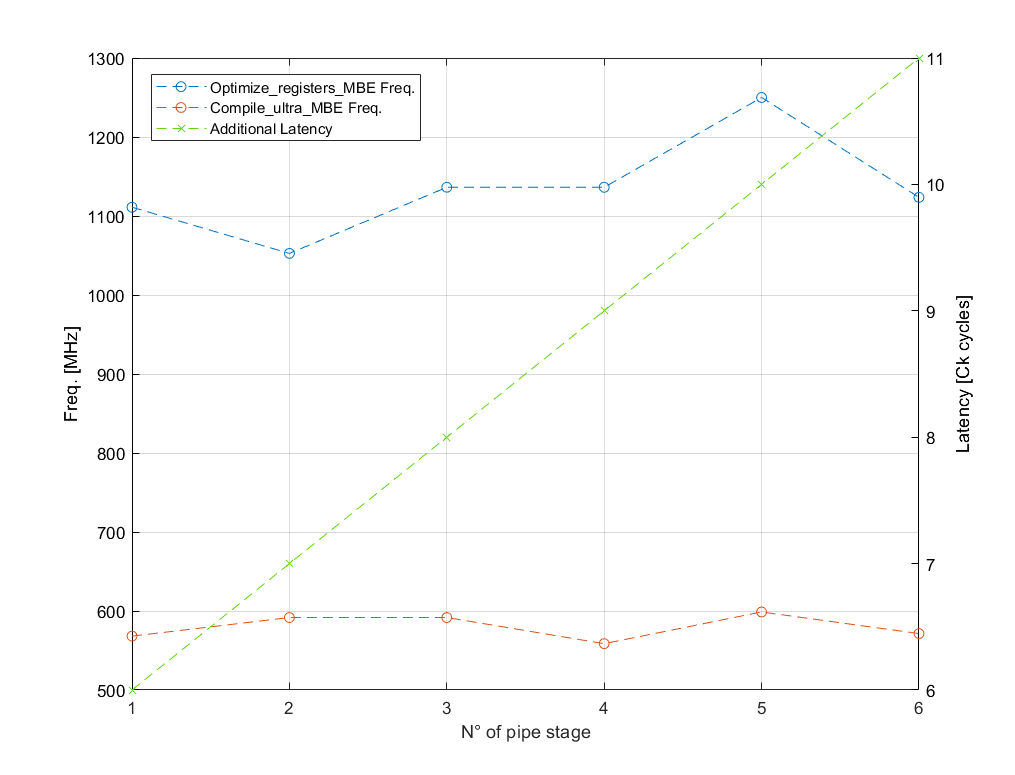 Optimize_registers_MBE Freq.
Compile_ultra_MBE Freq.
Additional Latency
1300
1200
1100
1000
900
800
700
600
500
Freq. [MHz]
11
10
9
8
7
6
Latency [Ck cycles]
1 2 3 4 5 6
N° of pipe stage